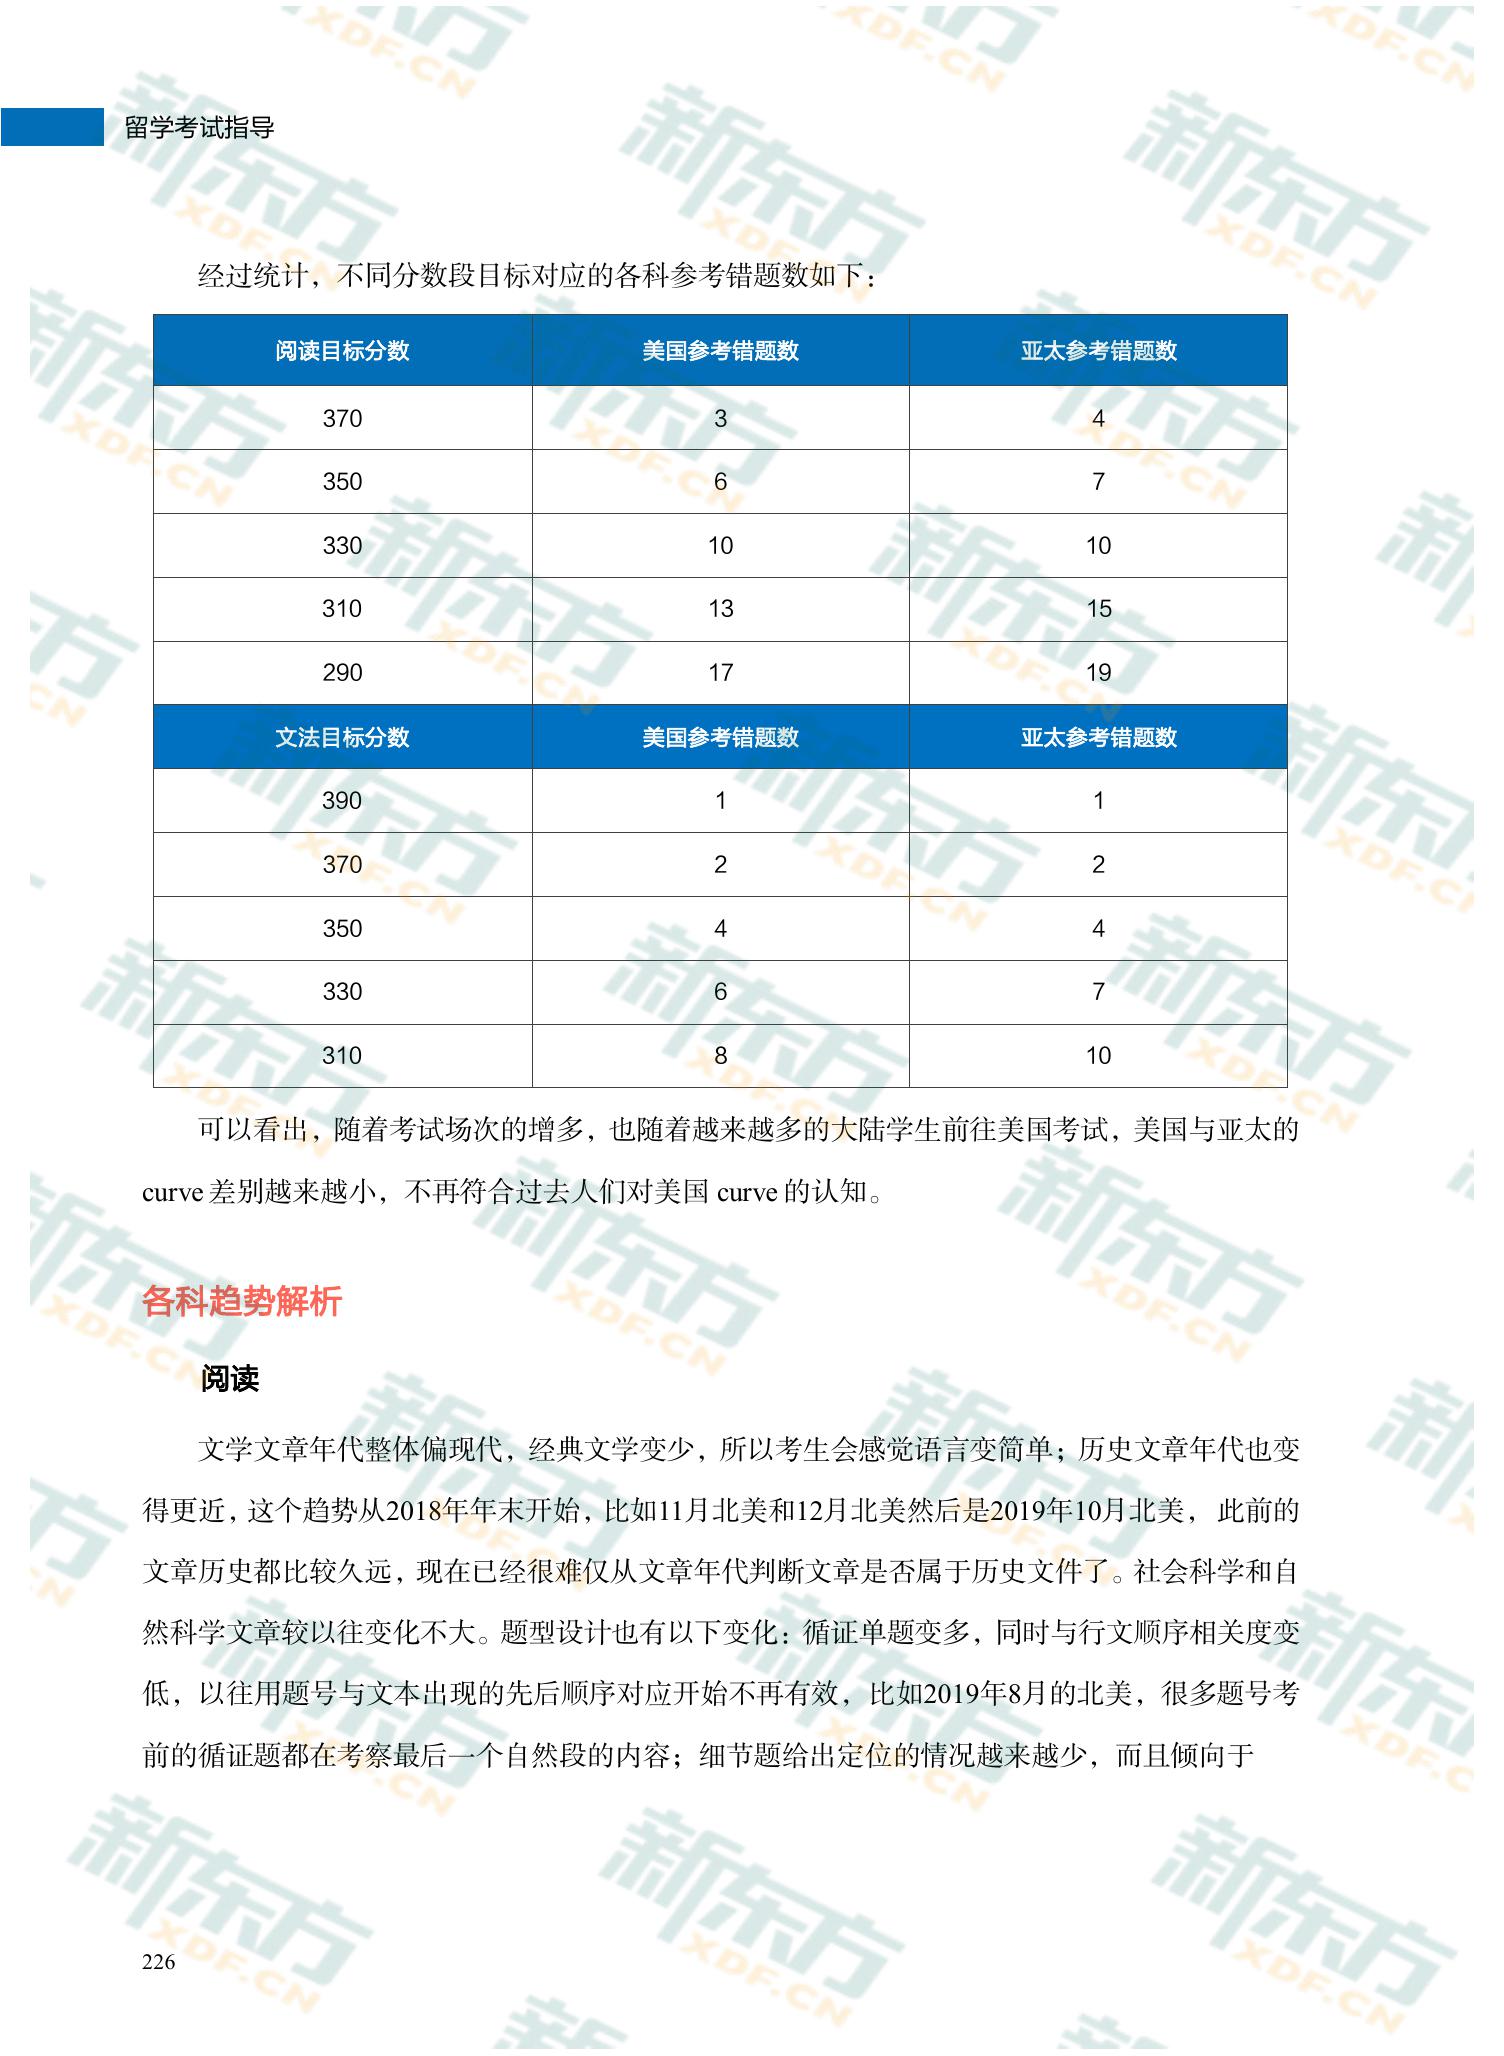 留学考试指导
经过统计，不同分数段目标对应的各科参考错题数如下：
阅读目标分数 美国参考错题数 亚太参考错题数
370 3 4
350 6 7
330 10 10
310 13 15
290 17 19
文法目标分数 美国参考错题数 亚太参考错题数
390 1 1
370 2 2
350 4 4
330 6 7
310 8 10
可以看出，随着考试场次的增多，也随着越来越多的大陆学生前往美国考试，美国与亚太的
curve 差别越来越小，不再符合过去人们对美国 curve 的认知。
各科趋势解析
阅读
文学文章年代整体偏现代，经典文学变少，所以考生会感觉语言变简单；历史文章年代也变
得更近，这个趋势从2018年年末开始，比如11月北美和12月北美然后是2019年10月北美， 此前的
文章历史都比较久远，现在已经很难仅从文章年代判断文章是否属于历史文件了。社会科学和自
然科学文章较以往变化不大。题型设计也有以下变化：循证单题变多，同时与行文顺序相关度变
低，以往用题号与文本出现的先后顺序对应开始不再有效，比如2019年8月的北美，很多题号考
前的循证题都在考察最后一个自然段的内容；细节题给出定位的情况越来越少，而且倾向于
226
新东方
XDF.CN